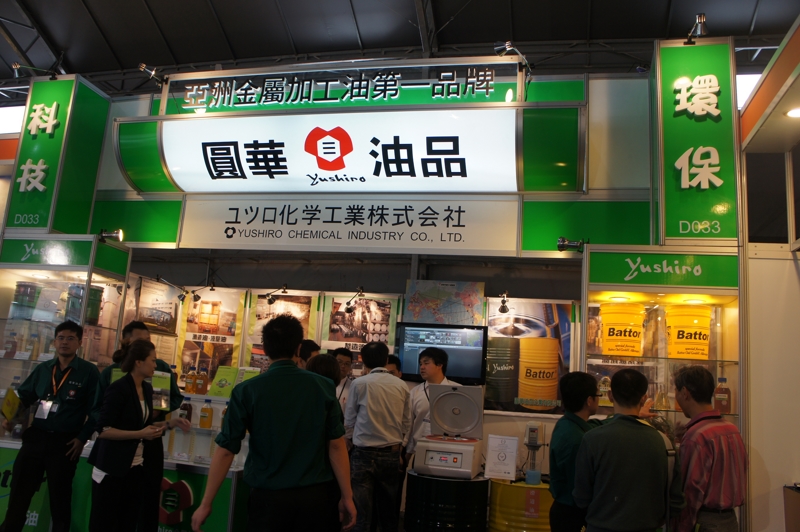 亞洲金屬加工油第一品牌
科技
D033
環保
D033
圓華 油品
Yushiro
ユシロ化学工業株式会社
YUSHIRO CHEMICAL INDUSTRY CO., LTD.
Yushiro
Yushiro
Battor
Battor
Yushiro
Battor
油